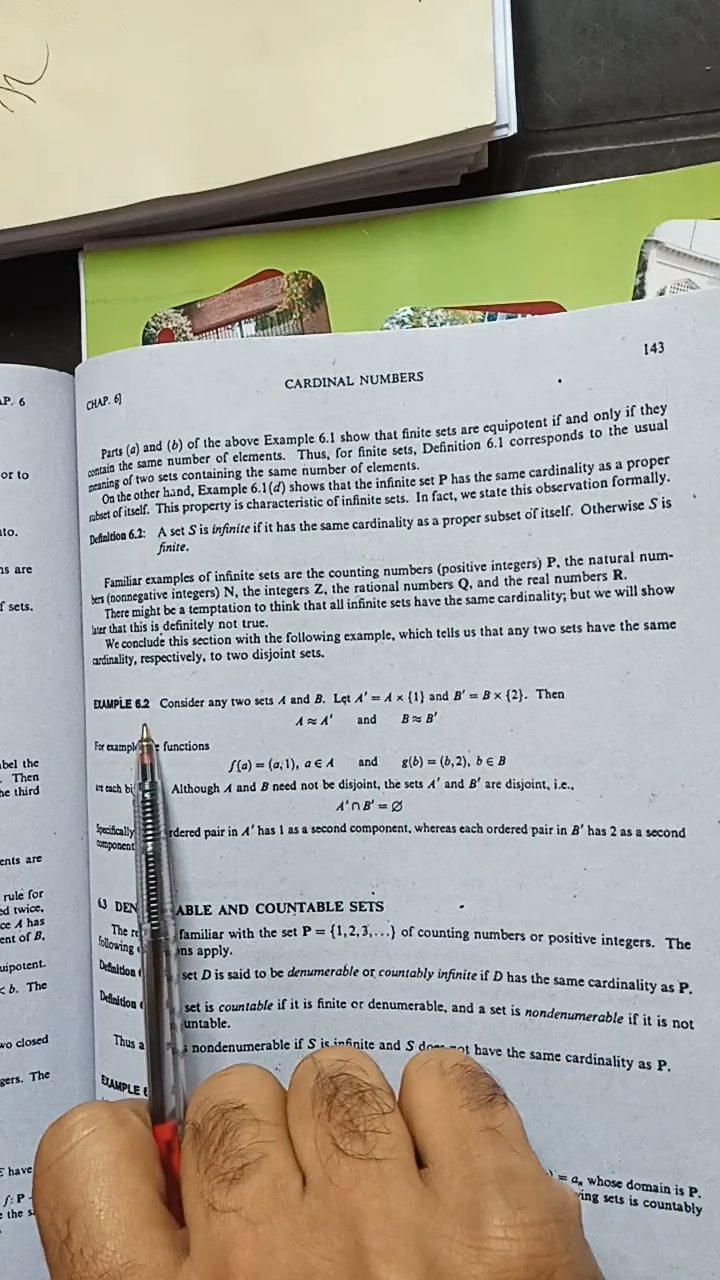 AP. 6
or to
to.
ns are
f sets.
bel the
Then
he third
ents are
rule for
ed twice,
ce A has
ent of B,
uipotent.
< b. The
wo closed
gers. The
E have
f: P
the s
CHAP. 6]
CARDINAL NUMBERS
143
Parts (a) and (b) of the above Example 6.1 show that finite sets are equipotent if and only if they
contain the same number of elements. Thus, for finite sets, Definition 6.1 corresponds to the usual
meaning of two sets containing the same number of elements.
On the other hand, Example 6.1(d) shows that the infinite set P has the same cardinality as a proper
subset of itself. This property is characteristic of infinite sets. In fact, we state this observation formally.
Definition 6.2: A set S is infinite if it has the same cardinality as a proper subset of itself. Otherwise S is
finite.
Familiar examples of infinite sets are the counting numbers (positive integers) P, the natural num-
bers (nonnegative integers) N, the integers Z, the rational numbers Q, and the real numbers R.
There might be a temptation to think that all infinite sets have the same cardinality; but we will show
later that this is definitely not true.
We conclude this section with the following example, which tells us that any two sets have the same
cardinality, respectively, to two disjoint sets.
EXAMPLE 6.2 Consider any two sets A and B. Let A′ = A × {1} and B′ = B × {2}. Then
A ≈ A′ and B ≈ B′
For example functions
f(a) = (a, 1), a ∈ A and g(b) = (b, 2), b ∈ B
are each bi Although A and B need not be disjoint, the sets A′ and B′ are disjoint, i.e.,
A′ ∩ B′ = ∅
Specifically rdered pair in A′ has 1 as a second component, whereas each ordered pair in B′ has 2 as a second
component
6.3 DEN ABLE AND COUNTABLE SETS
The re familiar with the set P = {1, 2, 3, . . .} of counting numbers or positive integers. The
following ns apply.
Definition set D is said to be denumerable or countably infinite if D has the same cardinality as P.
Definition set is countable if it is finite or denumerable, and a set is nondenumerable if it is not
untable.
Thus a s nondenumerable if S is infinite and S does not have the same cardinality as P.
EXAMPLE 6
= aₙ whose domain is P.
ing sets is countably